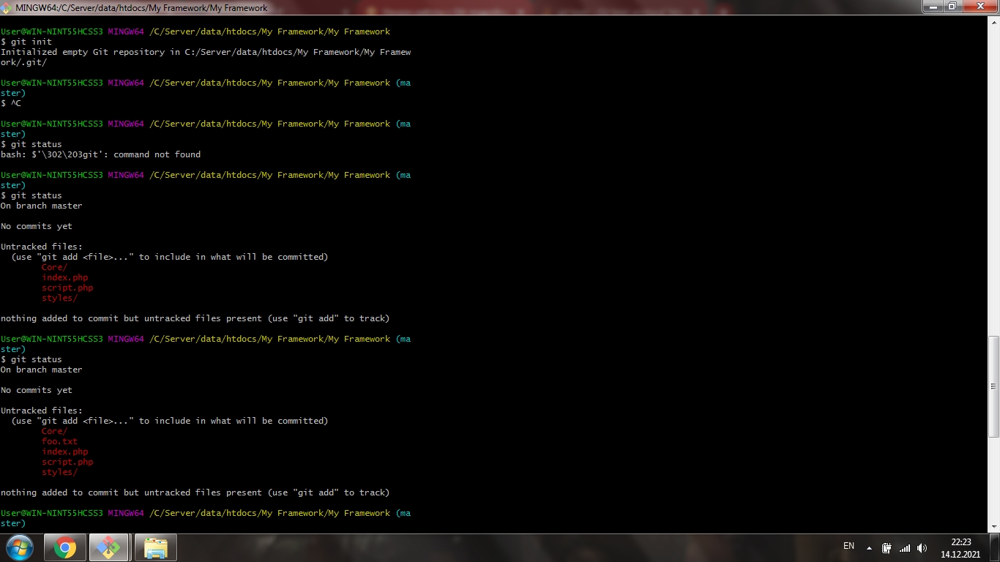 MINGW64:/C/Server/data/htdocs/My Framework/My Framework
User@WIN-NINT55HCSS3 MINGW64 /C/Server/data/htdocs/My Framework/My Framework
$ git init
Initialized empty Git repository in C:/Server/data/htdocs/My Framework/My Framew
ork/.git/
User@WIN-NINT55HCSS3 MINGW64 /C/Server/data/htdocs/My Framework/My Framework (ma
ster)
$ ^C
User@WIN-NINT55HCSS3 MINGW64 /C/Server/data/htdocs/My Framework/My Framework (ma
ster)
$ git status
bash: $'\302\203git': command not found
User@WIN-NINT55HCSS3 MINGW64 /C/Server/data/htdocs/My Framework/My Framework (ma
ster)
$ git status
On branch master
No commits yet
Untracked files:
  (use "git add <file>..." to include in what will be committed)
        Core/
        index.php
        script.php
        styles/
nothing added to commit but untracked files present (use "git add" to track)
User@WIN-NINT55HCSS3 MINGW64 /C/Server/data/htdocs/My Framework/My Framework (ma
ster)
$ git status
On branch master
No commits yet
Untracked files:
  (use "git add <file>..." to include in what will be committed)
        Core/
        foo.txt
        index.php
        script.php
        styles/
nothing added to commit but untracked files present (use "git add" to track)
User@WIN-NINT55HCSS3 MINGW64 /C/Server/data/htdocs/My Framework/My Framework (ma
ster)
EN
22:23
14.12.2021